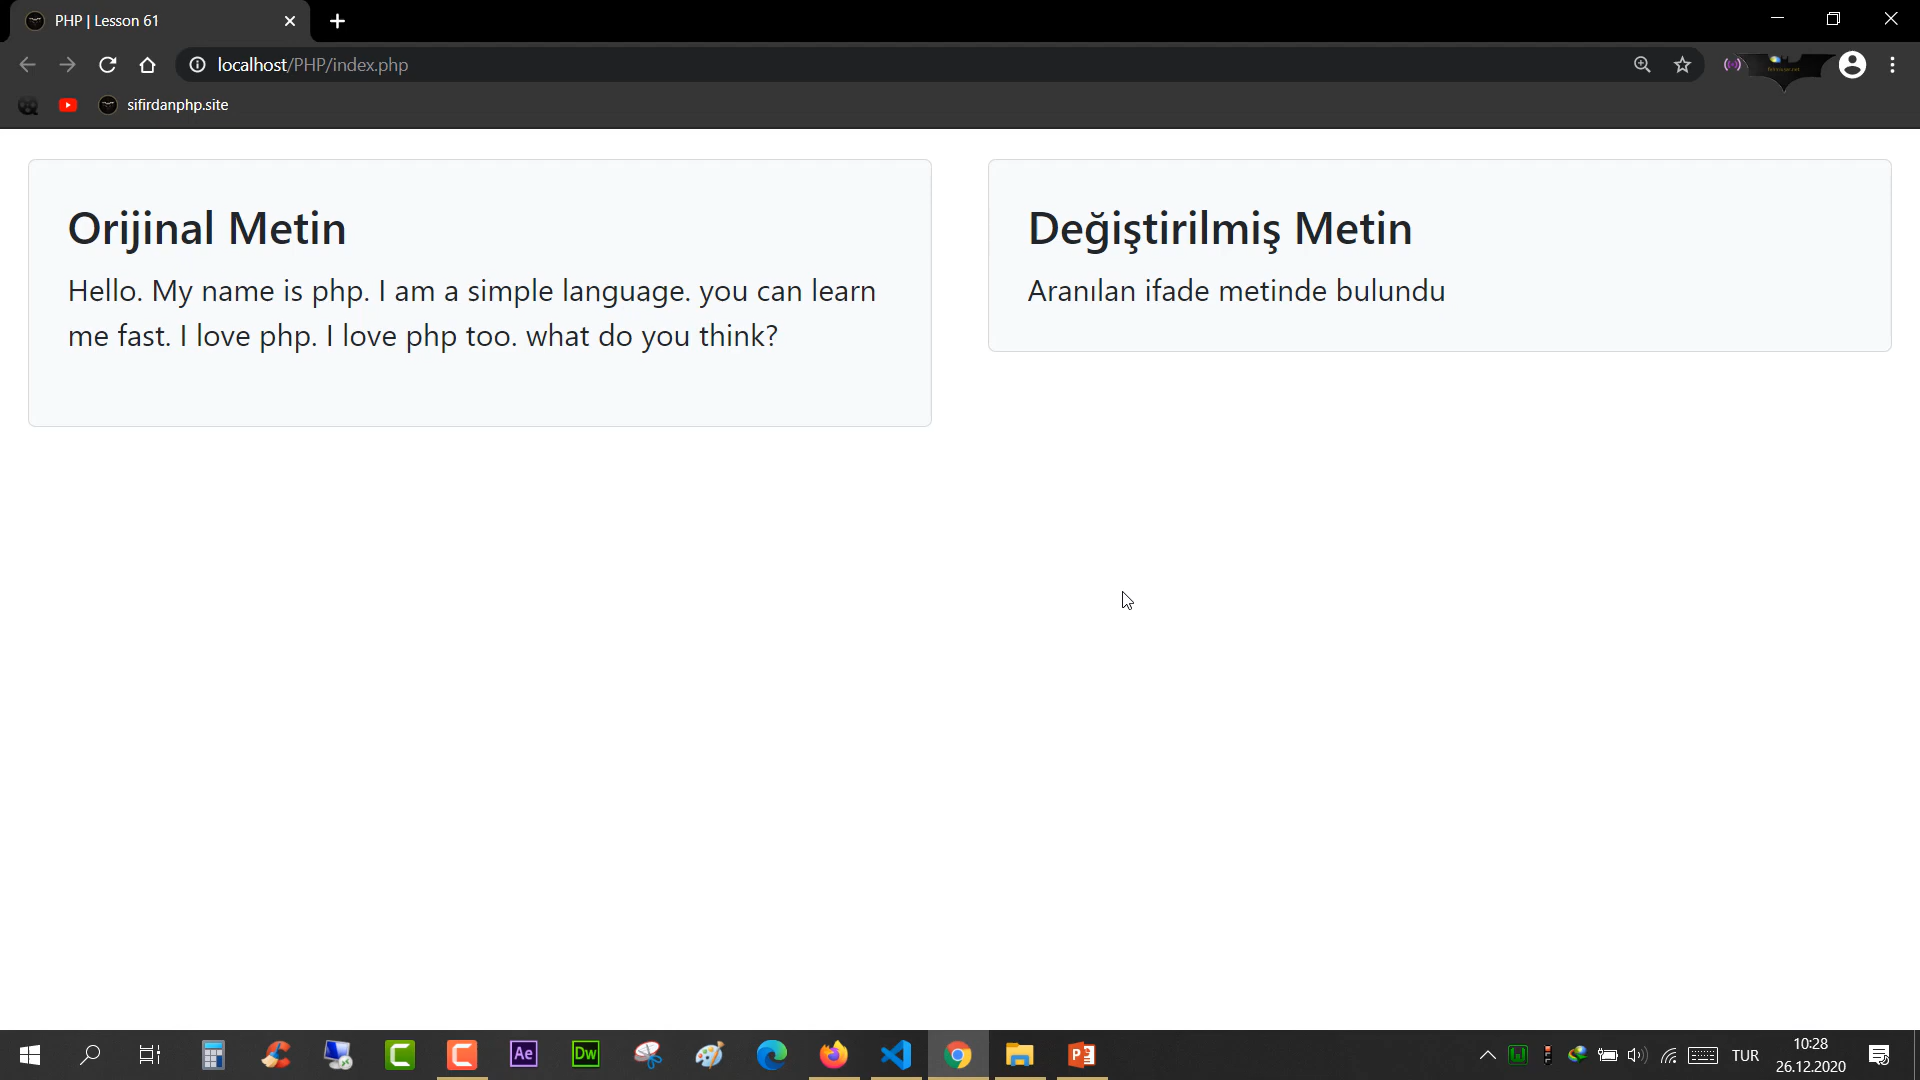 PHP | Lesson 61
localhost/PHP/index.php
sifirdanphp.site
Orijinal Metin
Hello. My name is php. I am a simple language. you can learn
me fast. I love php. I love php too. what do you think?
Değiştirilmiş Metin
Aranılan ifade metinde bulundu
Ae
Dw
TUR
10:28
26.12.2020